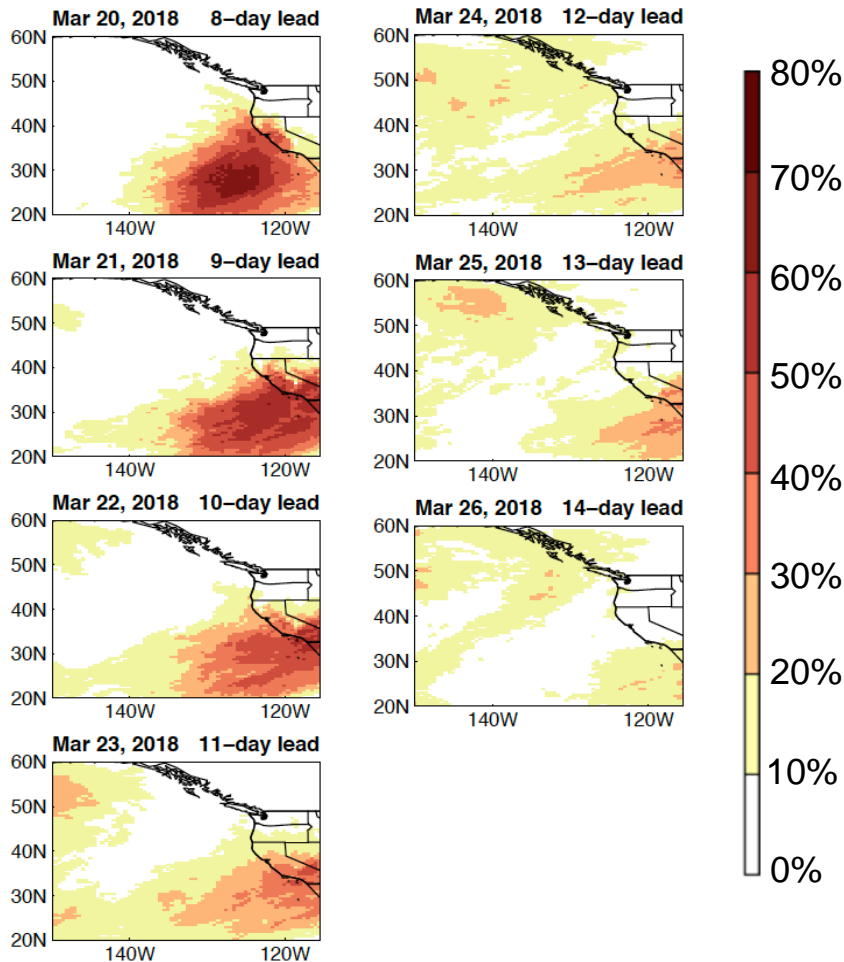 Mar 20, 2018 8−day lead
60N
50N
40N
30N
20N
140W 120W
Mar 21, 2018 9−day lead
60N
50N
40N
30N
20N
140W 120W
Mar 22, 2018 10−day lead
60N
50N
40N
30N
20N
140W 120W
Mar 23, 2018 11−day lead
60N
50N
40N
30N
20N
140W 120W
Mar 24, 2018 12−day lead
60N
50N
40N
30N
20N
140W 120W
Mar 25, 2018 13−day lead
60N
50N
40N
30N
20N
140W 120W
Mar 26, 2018 14−day lead
60N
50N
40N
30N
20N
140W 120W
80%
70%
60%
50%
40%
30%
20%
10%
0%